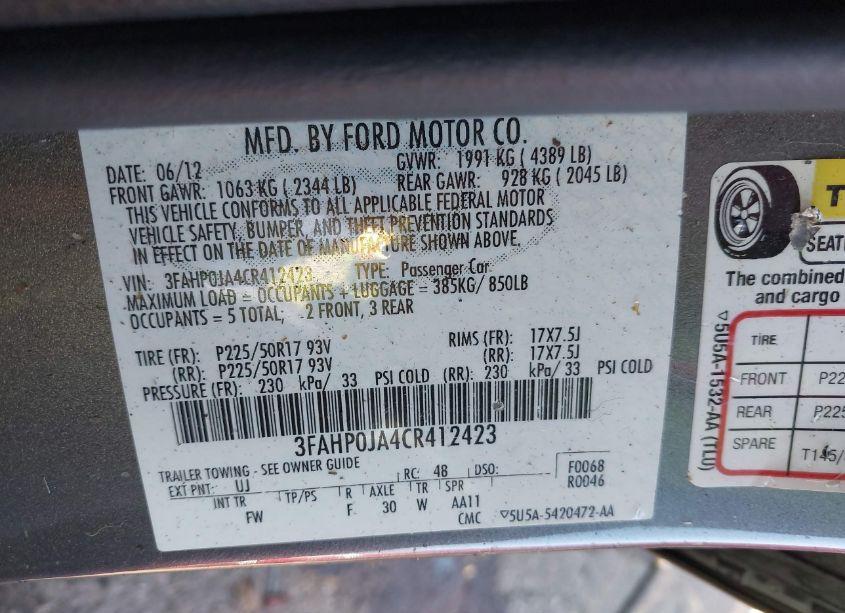 MFD. BY FORD MOTOR CO.
DATE: 06/12 GVWR: 1991 KG ( 4389 LB)
FRONT GAWR: 1063 KG ( 2344 LB) REAR GAWR: 928 KG ( 2045 LB)
THIS VEHICLE CONFORMS TO ALL APPLICABLE FEDERAL MOTOR
VEHICLE SAFETY, BUMPER, AND THEFT PREVENTION STANDARDS
IN EFFECT ON THE DATE OF MANUFACTURE SHOWN ABOVE.
VIN: 3FAHP0JA4CR412423 TYPE: Passenger Car
MAXIMUM LOAD = OCCUPANTS + LUGGAGE = 385KG/ 850LB
OCCUPANTS = 5 TOTAL, 2 FRONT, 3 REAR
TIRE (FR): P225/50R17 93V RIMS (FR): 17X7.5J
(RR): P225/50R17 93V (RR): 17X7.5J
PRESSURE (FR): 230 kPa/ 33 PSI COLD (RR): 230 kPa/ 33 PSI COLD
3FAHP0JA4CR412423
TRAILER TOWING - SEE OWNER GUIDE
EXT PNT: UJ RC: 48 DSO: F0068
R0046
INT TR TP/PS R AXLE TR SPR
FW F 30 W AA11
CMC ▽5U5A-5420472-AA
SEATI
The combined
and cargo
▽5U5A-1532-AA (TLU)
TIRE
FRONT P22
REAR P225
SPARE T145/